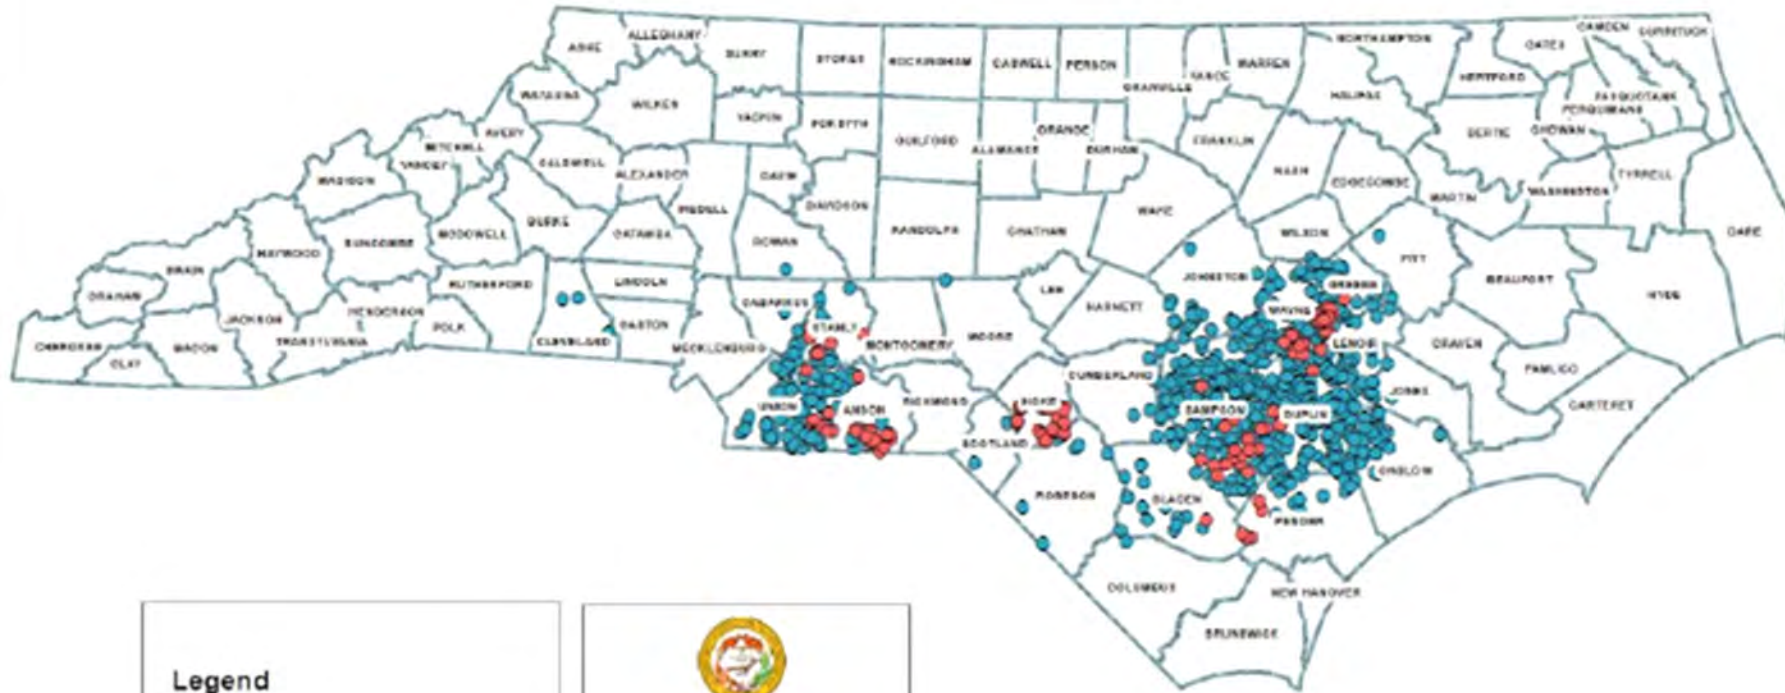 ASHE
ALLEGHANY
SURRY
STOKES
ROCKINGHAM
CASWELL
PERSON
GRANVILLE
VANCE
WARREN
NORTHAMPTON
GATES
CAMDEN
CURRITUCK
HERTFORD
PASQUOTANK
PERQUIMANS
CHOWAN
HALIFAX
BERTIE
WATAUGA
WILKES
YADKIN
FORSYTH
GUILFORD
ALAMANCE
ORANGE
DURHAM
FRANKLIN
NASH
EDGECOMBE
MARTIN
WASHINGTON
TYRRELL
DARE
AVERY
MITCHELL
YANCEY
MADISON
CALDWELL
ALEXANDER
DAVIE
IREDELL
DAVIDSON
RANDOLPH
CHATHAM
WAKE
WILSON
PITT
BEAUFORT
HYDE
HAYWOOD
BUNCOMBE
MCDOWELL
BURKE
CATAWBA
ROWAN
JOHNSTON
GREENE
GRAHAM
JACKSON
HENDERSON
RUTHERFORD
LINCOLN
CABARRUS
LEE
HARNETT
WAYNE
LENOIR
CRAVEN
PAMLICO
CHEROKEE
CLAY
MACON
TRANSYLVANIA
POLK
CLEVELAND
GASTON
MECKLENBURG
STANLY
MONTGOMERY
MOORE
CUMBERLAND
JONES
CARTERET
UNION
ANSON
RICHMOND
HOKE
SCOTLAND
SAMPSON
DUPLIN
ONSLOW
ROBESON
BLADEN
PENDER
COLUMBUS
NEW HANOVER
BRUNSWICK
Legend